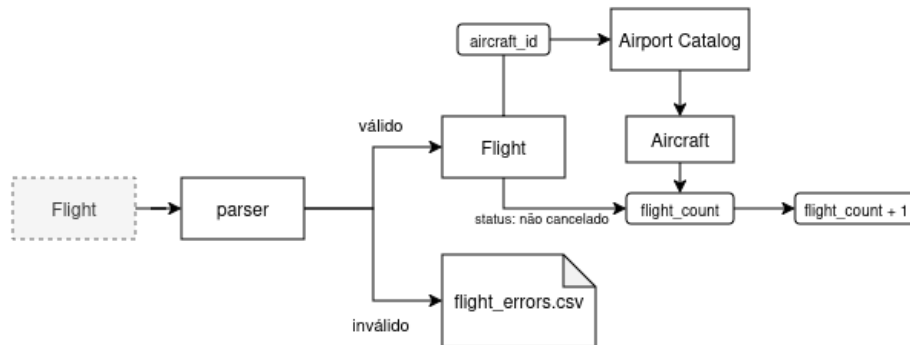 aircraft_id
Airport Catalog
válido
Flight
Aircraft
Flight
parser
status: não cancelado
flight_count
flight_count + 1
flight_errors.csv
inválido